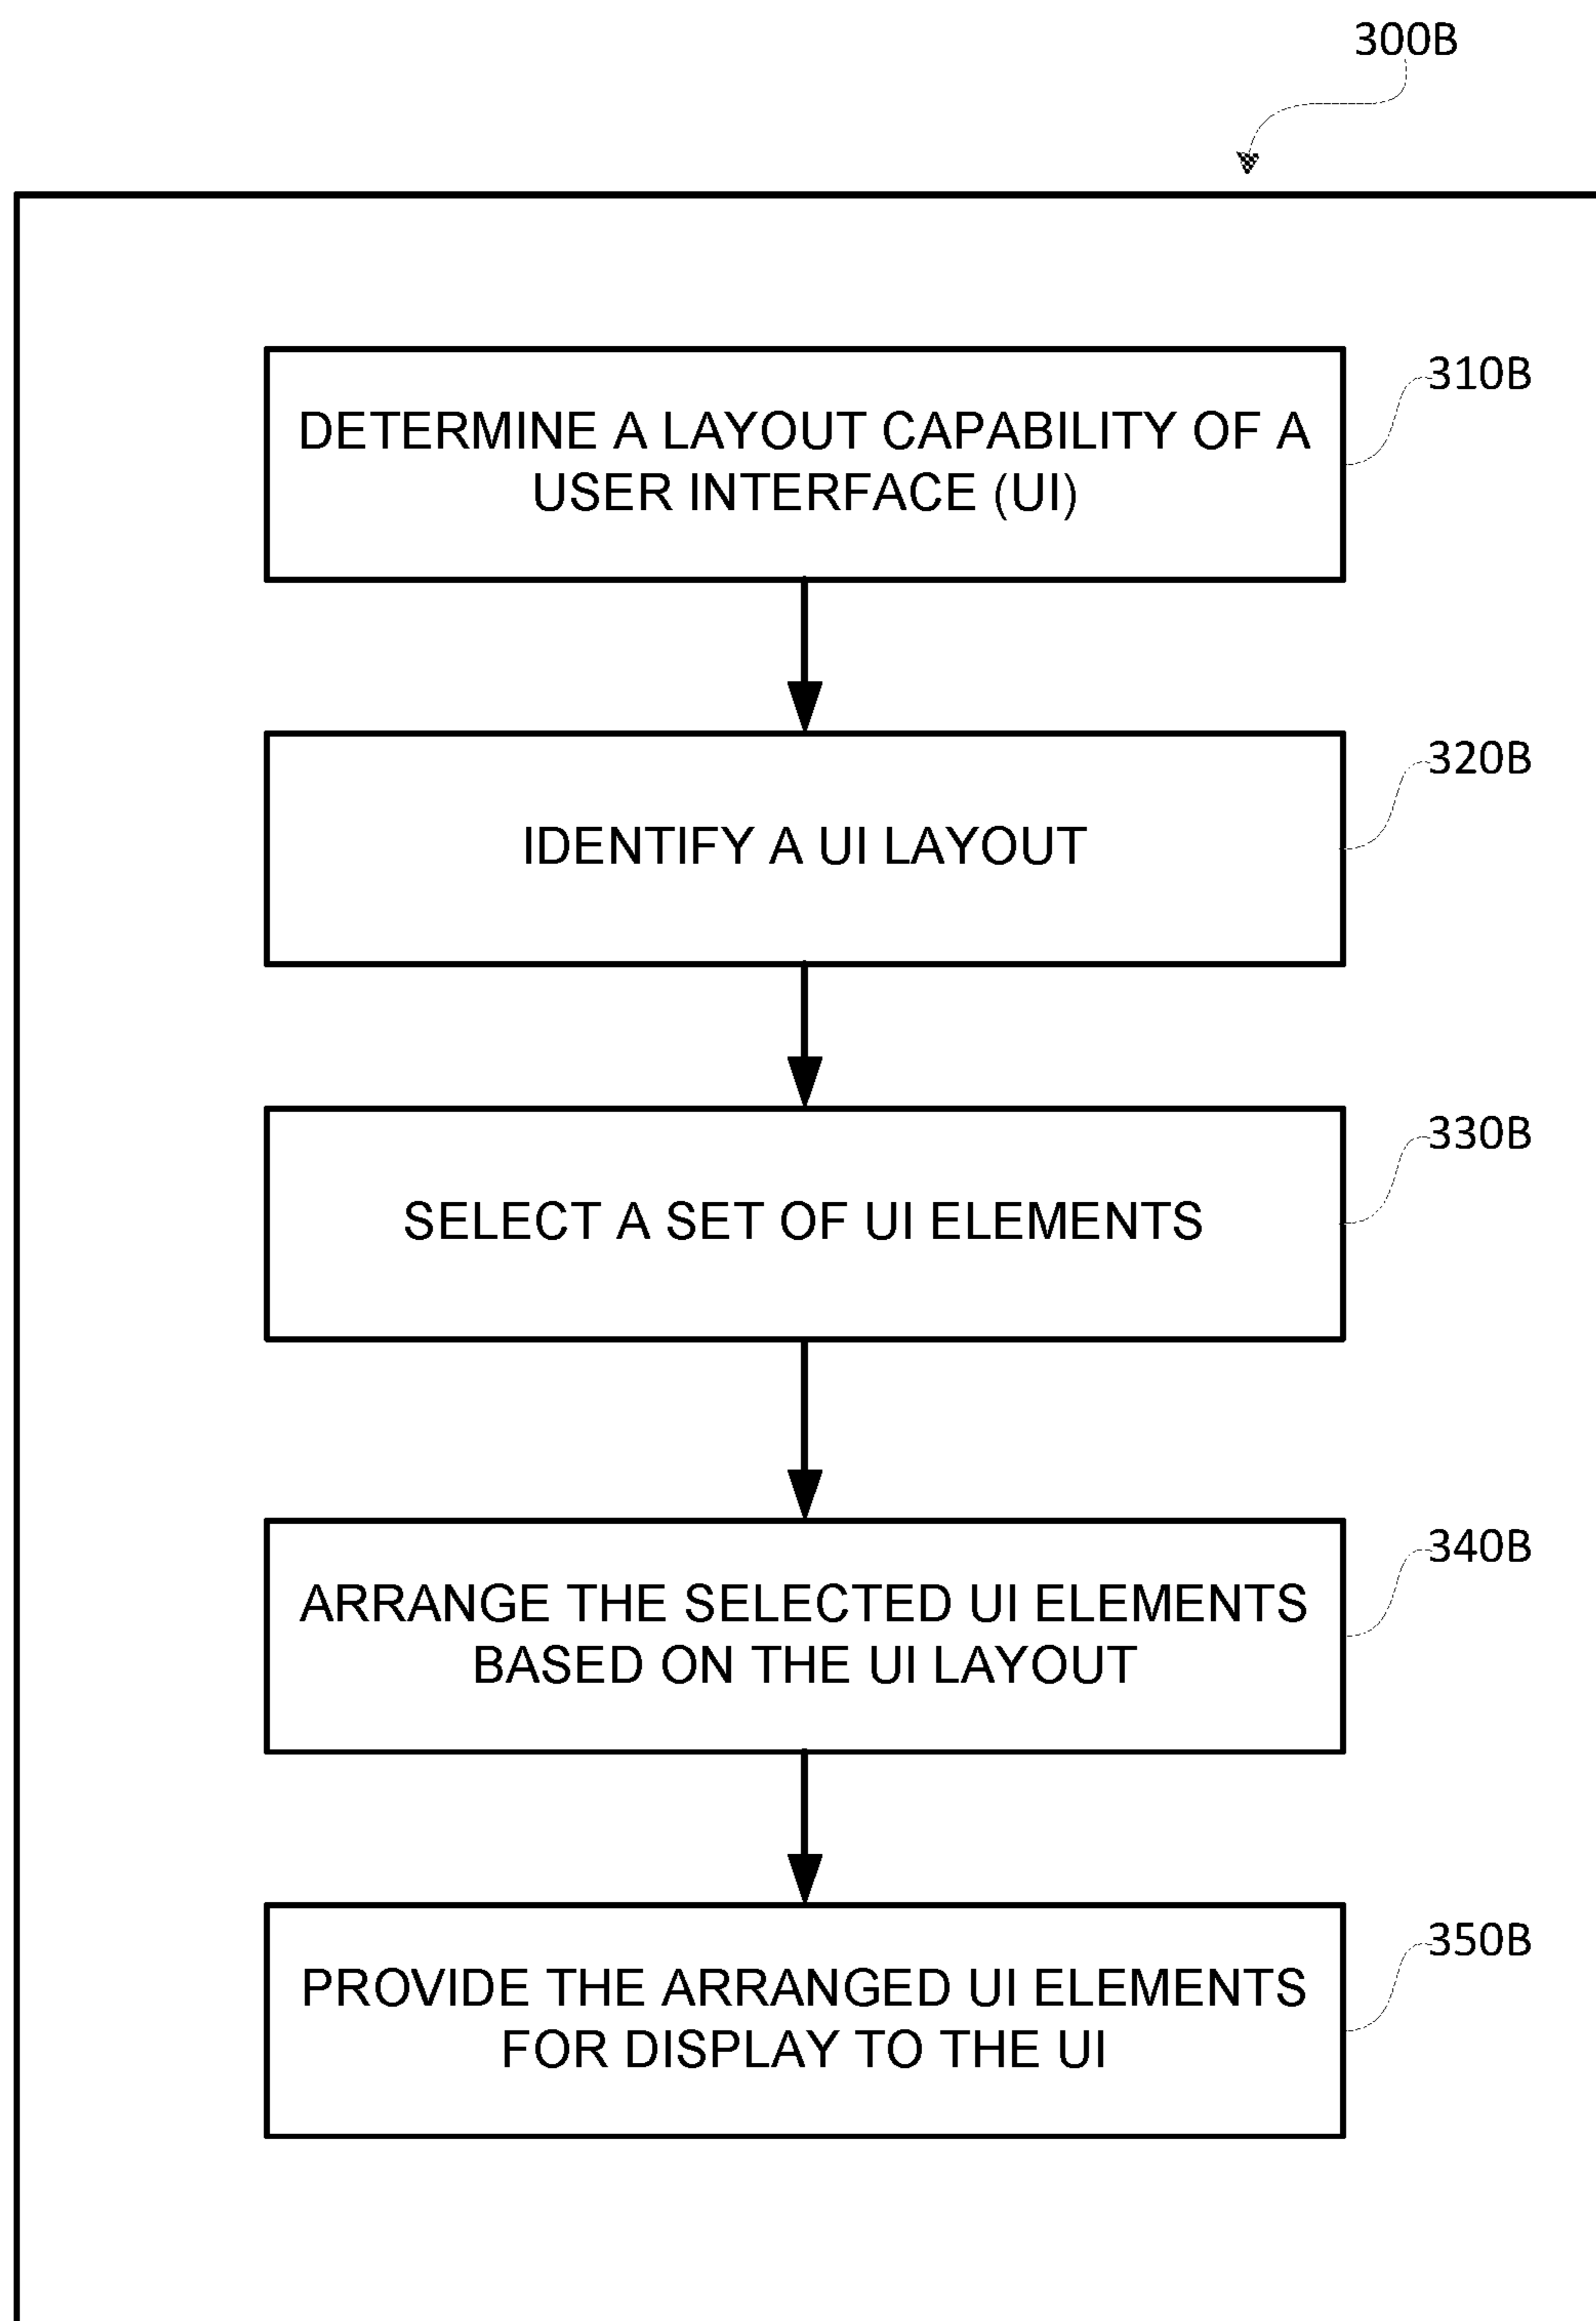 300B
DETERMINE A LAYOUT CAPABILITY OF A
USER INTERFACE (UI)
310B
IDENTIFY A UI LAYOUT
320B
SELECT A SET OF UI ELEMENTS
330B
ARRANGE THE SELECTED UI ELEMENTS
BASED ON THE UI LAYOUT
340B
PROVIDE THE ARRANGED UI ELEMENTS
FOR DISPLAY TO THE UI
350B